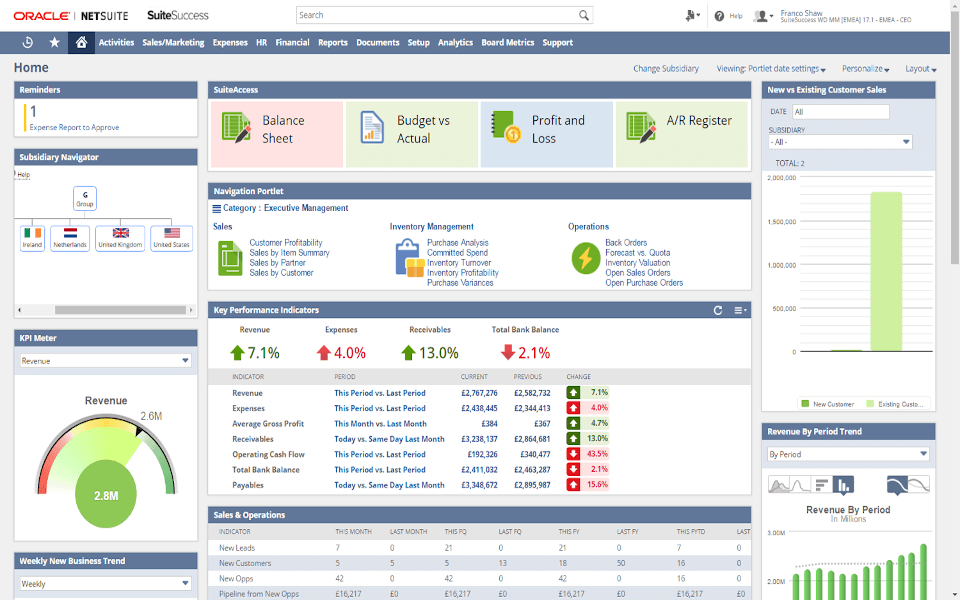 ORACLE | NETSUITE SuiteSuccess
Search
Help
Franco Shaw
SuiteSuccess WD MM [EMEA] 17.1 - EMEA - CEO
Activities Sales/Marketing Expenses HR Financial Reports Documents Setup Analytics Board Metrics Support
Home
Change Subsidiary Viewing: Portlet date settings Personalize Layout
Reminders
1
Expense Report to Approve
Subsidiary Navigator
Help
G
Group
Ireland Netherlands United Kingdom United States
KPI Meter
Revenue
Revenue
2.6M
2.8M
Weekly New Business Trend
Weekly
SuiteAccess
Balance Sheet
Budget vs Actual
Profit and Loss
A/R Register
Navigation Portlet
Category : Executive Management
Sales
Customer Profitability
Sales by Item Summary
Sales by Partner
Sales by Customer
Inventory Management
Purchase Analysis
Committed Spend
Inventory Turnover
Inventory Profitability
Purchase Variances
Operations
Back Orders
Forecast vs. Quota
Inventory Valuation
Open Sales Orders
Open Purchase Orders
Key Performance Indicators
Revenue Expenses Receivables Total Bank Balance
7.1% 4.0% 13.0% 2.1%
INDICATOR PERIOD CURRENT PREVIOUS CHANGE
Revenue This Period vs. Last Period £2,767,276 £2,582,732 7.1%
Expenses This Period vs. Last Period £2,438,445 £2,344,413 4.0%
Average Gross Profit This Month vs. Last Month £384 £367 4.7%
Receivables Today vs. Same Day Last Month £3,238,137 £2,864,681 13.0%
Operating Cash Flow This Period vs. Last Period £192,326 £340,477 43.5%
Total Bank Balance This Period vs. Last Period £2,411,032 £2,463,287 2.1%
Payables Today vs. Same Day Last Month £3,348,672 £2,895,987 15.6%
Sales & Operations
INDICATOR THIS MONTH LAST MONTH THIS FQ LAST FQ THIS FY LAST FY THIS FYTD LAST
New Leads 7 0 21 0 21 0 7 0
New Customers 5 5 5 13 18 50 16 0
New Opps 42 0 42 0 42 0 16 0
Pipeline from New Opps £16,217 £0 £16,217 £0 £16,217 £0 £16,217 £0
New vs Existing Customer Sales
DATE All
SUBSIDIARY
- All -
TOTAL: 2
2,000,000
1,500,000
1,000,000
500,000
0
New Customer Existing Custo...
Revenue By Period Trend
By Period
Revenue By Period
In Millions
3.00M
2.00M